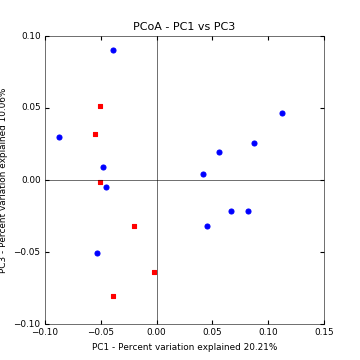 PCoA - PC1 vs PC3
0.10
0.05
0.00
−0.05
−0.10
PC3 - Percent variation explained 10.06%
−0.10 −0.05 0.00 0.05 0.10 0.15
PC1 - Percent variation explained 20.21%